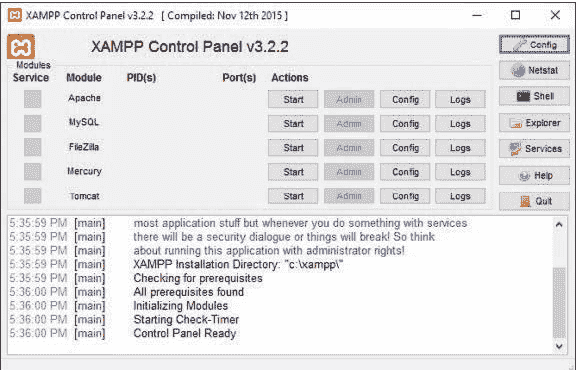 XAMPP Control Panel v3.2.2 [ Compiled: Nov 12th 2015 ]
XAMPP Control Panel v3.2.2
Config
Modules
Service Module PID(s) Port(s) Actions
Netstat
Apache Start Admin Config Logs
Shell
MySQL Start Admin Config Logs
Explorer
FileZilla Start Admin Config Logs
Services
Mercury Start Admin Config Logs
Help
Tomcat Start Admin Config Logs
Quit
5:35:59 PM [main] most application stuff but whenever you do something with services
5:35:59 PM [main] there will be a security dialogue or things will break! So think
5:35:59 PM [main] about running this application with administrator rights!
5:35:59 PM [main] XAMPP Installation Directory: "c:\xampp\"
5:35:59 PM [main] Checking for prerequisites
5:36:00 PM [main] All prerequisites found
5:36:00 PM [main] Initializing Modules
5:36:00 PM [main] Starting Check-Timer
5:36:00 PM [main] Control Panel Ready